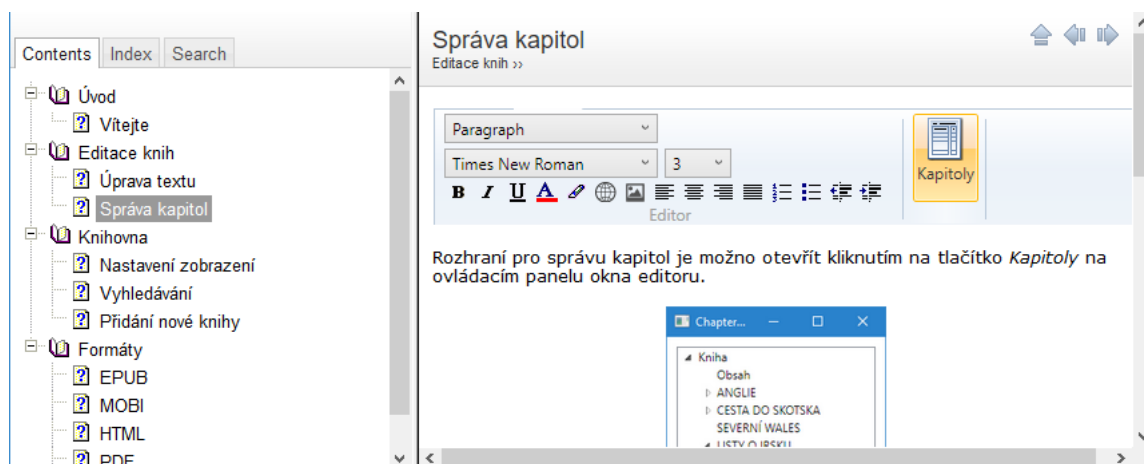 Contents Index Search
Úvod
Vítejte
Editace knih
Úprava textu
Správa kapitol
Knihovna
Nastavení zobrazení
Vyhledávání
Přidání nové knihy
Formáty
EPUB
MOBI
HTML
PDF
Správa kapitol
Editace knih ››
Paragraph
Times New Roman 3
B I U A
Editor
Kapitoly
Rozhraní pro správu kapitol je možno otevřít kliknutím na tlačítko Kapitoly na
ovládacím panelu okna editoru.
Chapter...
Kniha
Obsah
ANGLIE
CESTA DO SKOTSKA
SEVERNÍ WALES
LISTY O IRSKU